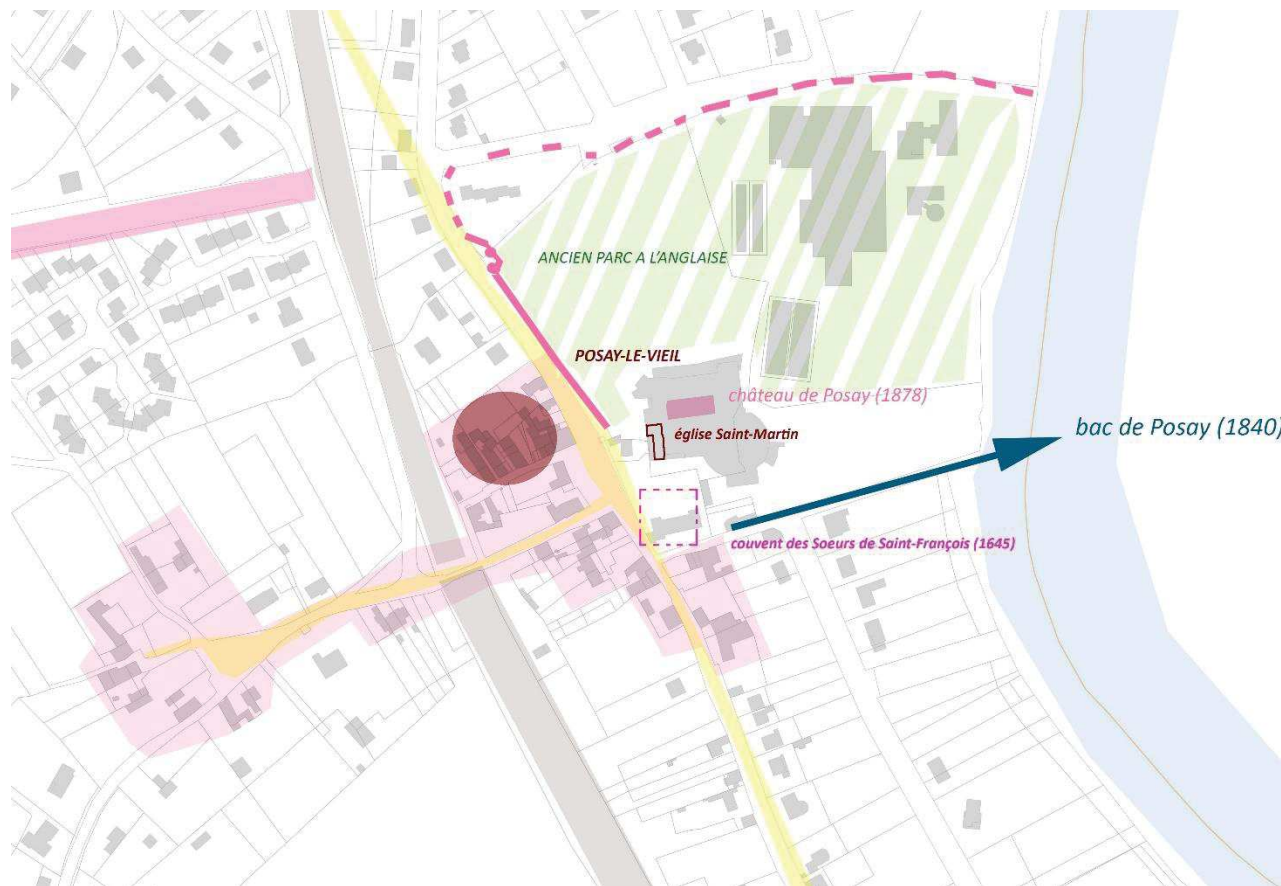 ANCIEN PARC A L'ANGLAISE
POSAY-LE-VIEIL
château de Posay (1878)
église Saint-Martin
bac de Posay (1840)
couvent des Soeurs de Saint-François (1645)